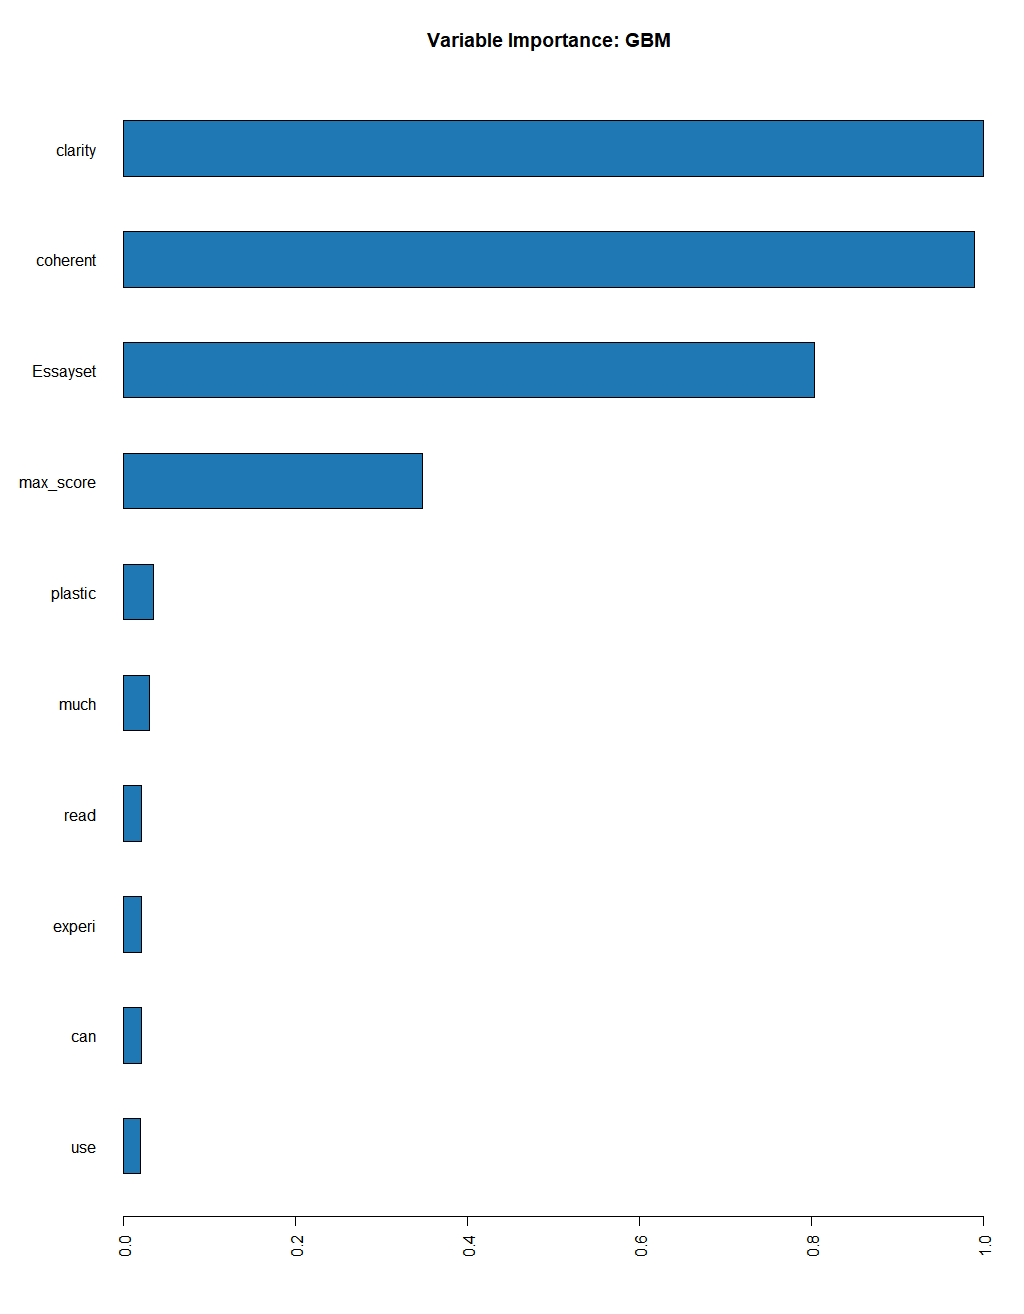 Variable Importance: GBM
clarity
coherent
Essayset
max_score
plastic
much
read
experi
can
use
0.0 0.2 0.4 0.6 0.8 1.0